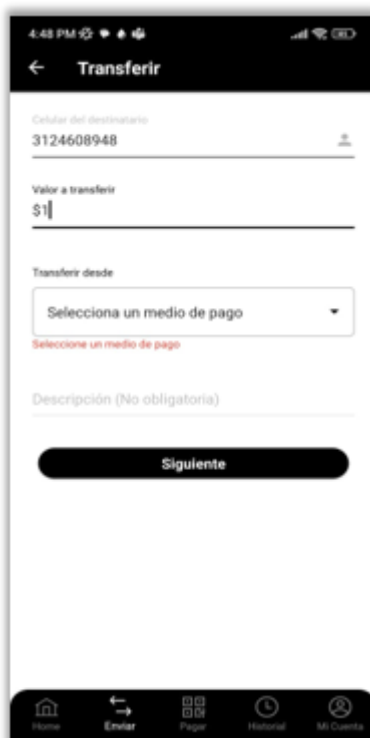 4:48 PM
Transferir
Celular del destinatario
3124608948
Valor a transferir
$1
Transferir desde
Selecciona un medio de pago
Seleccione un medio de pago
Descripción (No obligatoria)
Siguiente
Home Enviar Pagar Historial Mi Cuenta